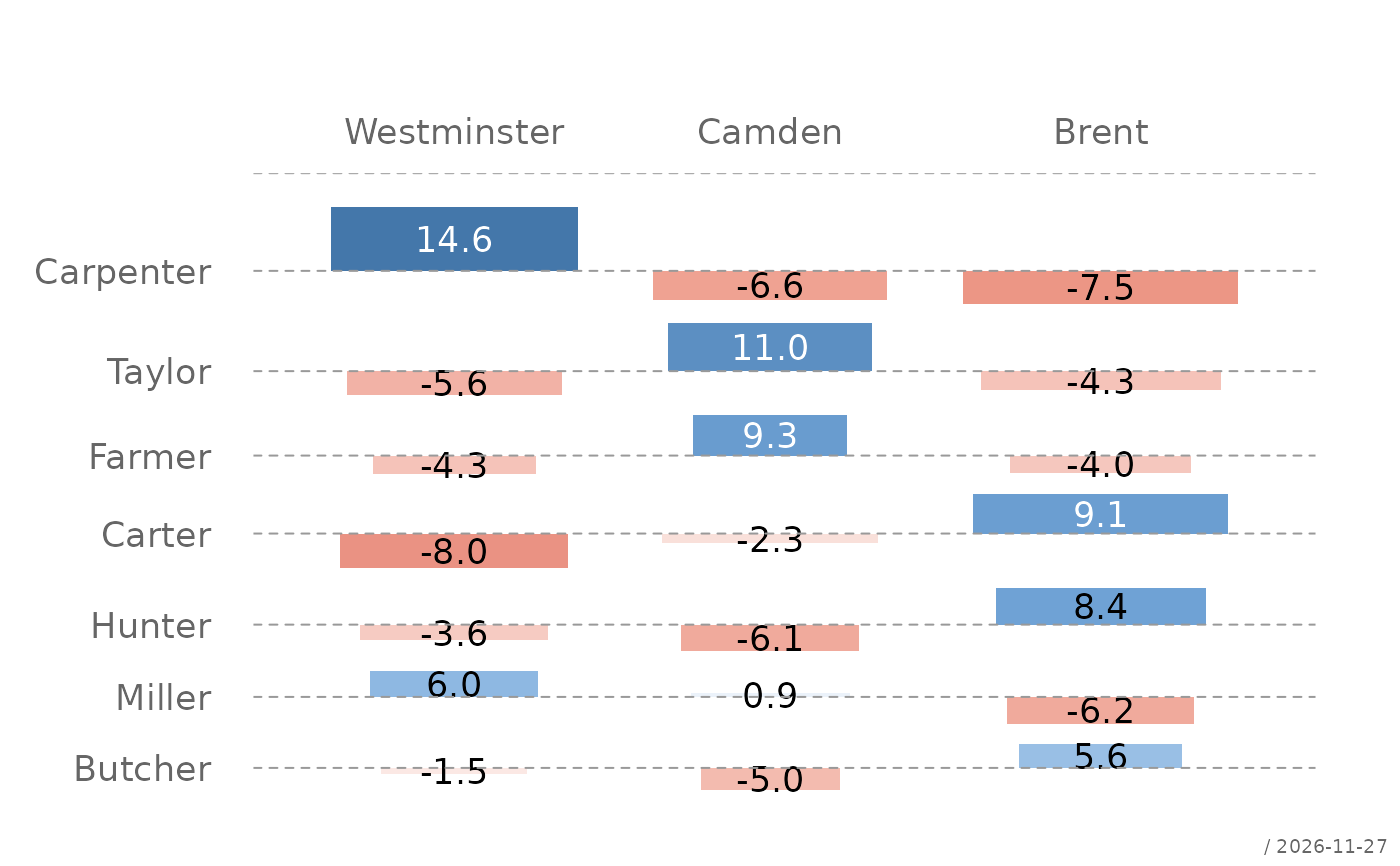 Westminster Camden Brent
Carpenter 14.6 -6.6 -7.5
Taylor -5.6 11.0 -4.3
Farmer -4.3 9.3 -4.0
Carter -8.0 -2.3 9.1
Hunter -3.6 -6.1 8.4
Miller 6.0 0.9 -6.2
Butcher -1.5 -5.0 5.6
/ 2026-11-27